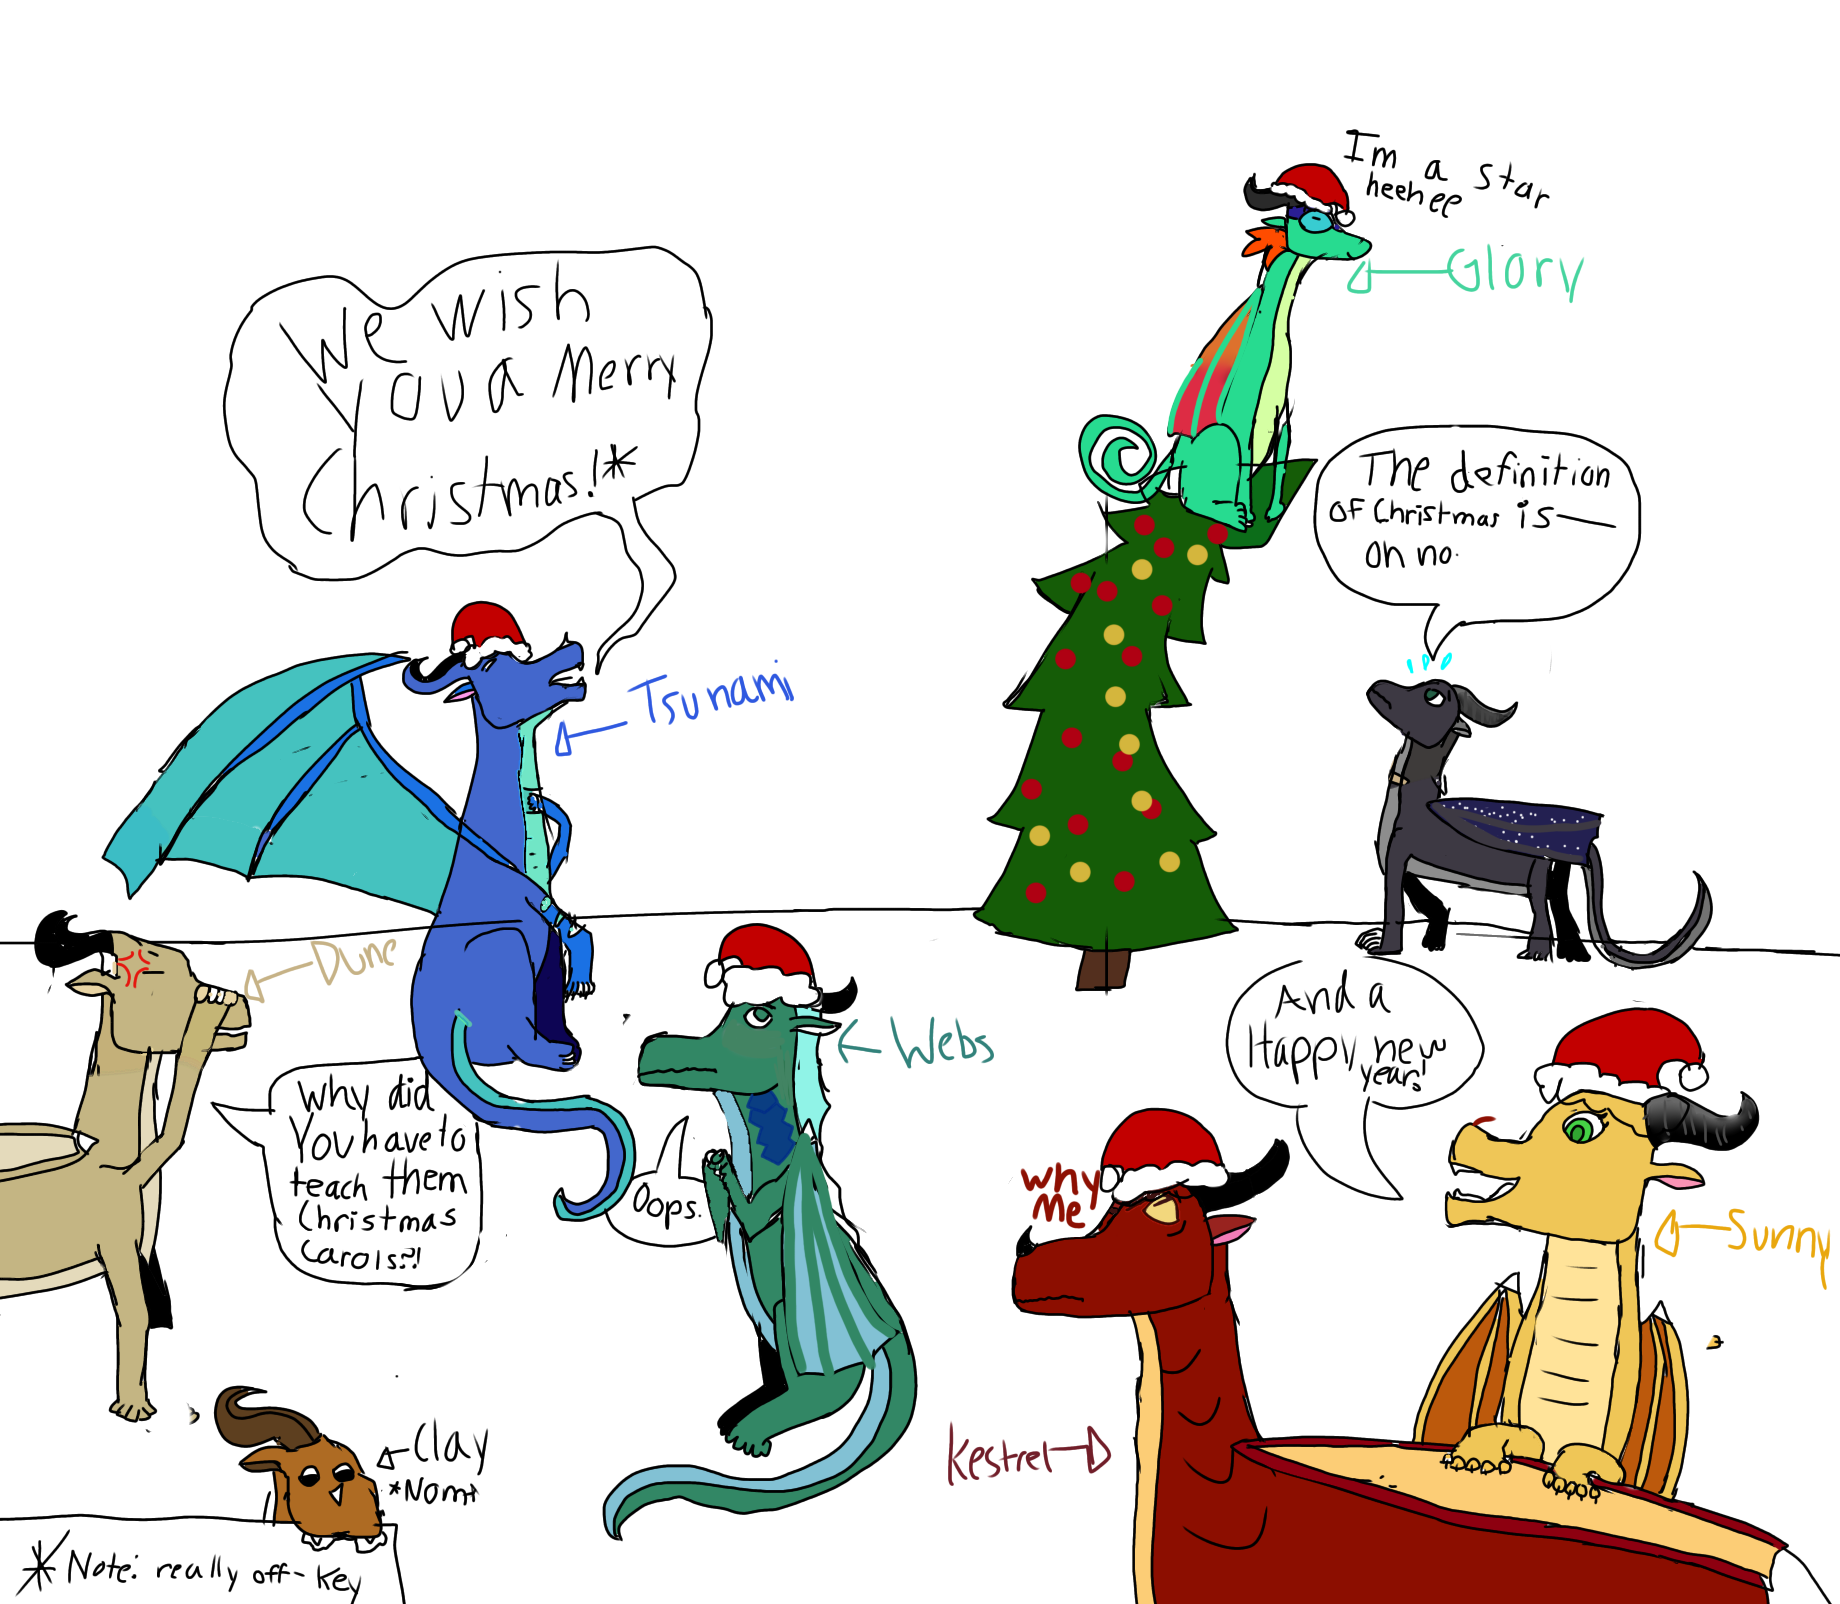 Im a star
heehee
Glory
We wish
you a Merry
Christmas!*
The definition
OF Christmas is—
oh no.
Tsunami
Dune
Webs
And a
Happy new
year!
Why did
You have to
teach them
Christmas
carols?!
Oops.
Why
Me
Sunny
Kestrel
Clay
*Nom*
* Note: really off-key